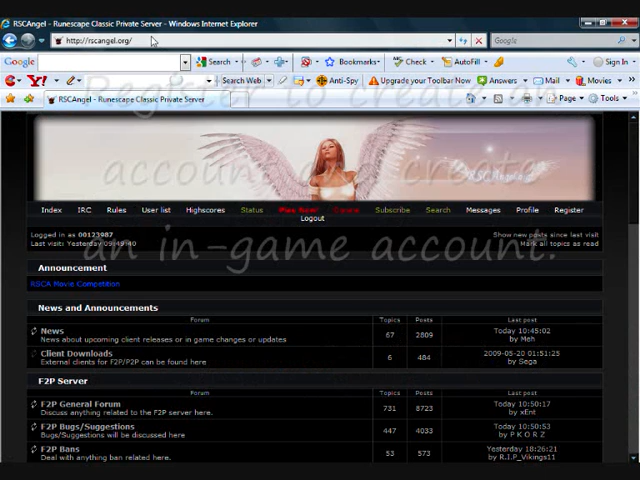 RSCAngel - Runescape Classic Private Server - Windows Internet Explorer
http://rscangel.org/
Google
Google Search Bookmarks Check AutoFill Sign In
Y! Search Web Anti-Spy Upgrade your Toolbar Now Answers Mail Movies
RSCAngel - Runescape Classic Private Server Page Tools
Register to create an
account and create
an in-game account.
Index IRC Rules User list Highscores Status Subscribe Search Messages Profile Register
Logout
Logged in as 00123987 Show new posts since last visit
Last visit: Yesterday 09:49:40 Mark all topics as read
Announcement
RSCA Movie Competition
News and Announcements
Forum Topics Posts Last post
News 67 2809 Today 10:45:02
News about upcoming client releases or in game changes or updates by Meh
Client Downloads 6 484 2009-05-20 01:51:25
External clients for F2P/P2P can be found here by Sega
F2P Server
Forum Topics Posts Last post
F2P General Forum 731 8723 Today 10:50:17
Discuss anything related to the F2P server here. by xEnt
F2P Bugs/Suggestions 447 4033 Today 10:50:53
Bugs/Suggestions will be discussed here by P K O R Z
F2P Bans 53 573 Yesterday 18:26:21
Deal with anything ban related here. by R.I.P_Vikings11